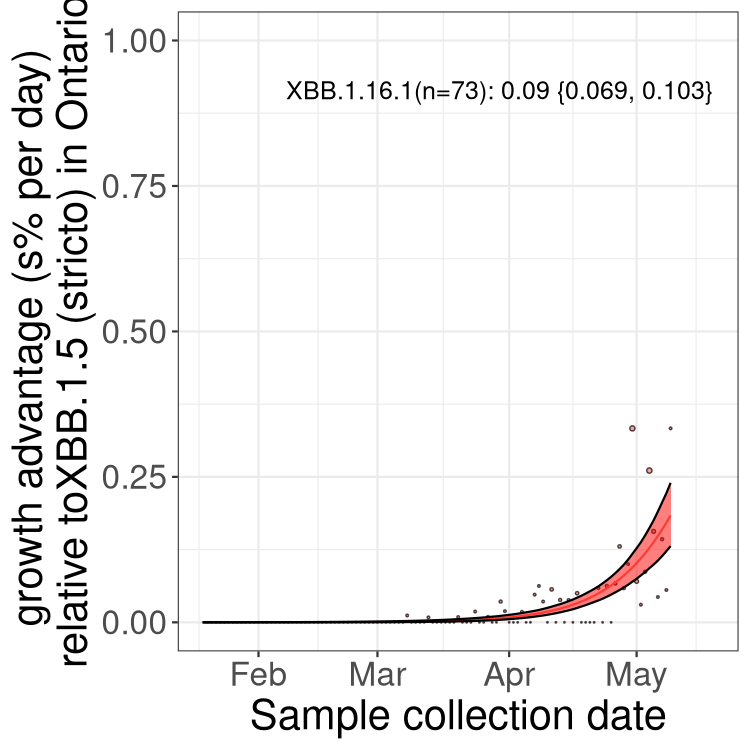 growth advantage (s% per day)
relative toXBB.1.5 (stricto) in Ontario
1.00
0.75
0.50
0.25
0.00
XBB.1.16.1(n=73): 0.09 {0.069, 0.103}
Feb Mar Apr May
Sample collection date